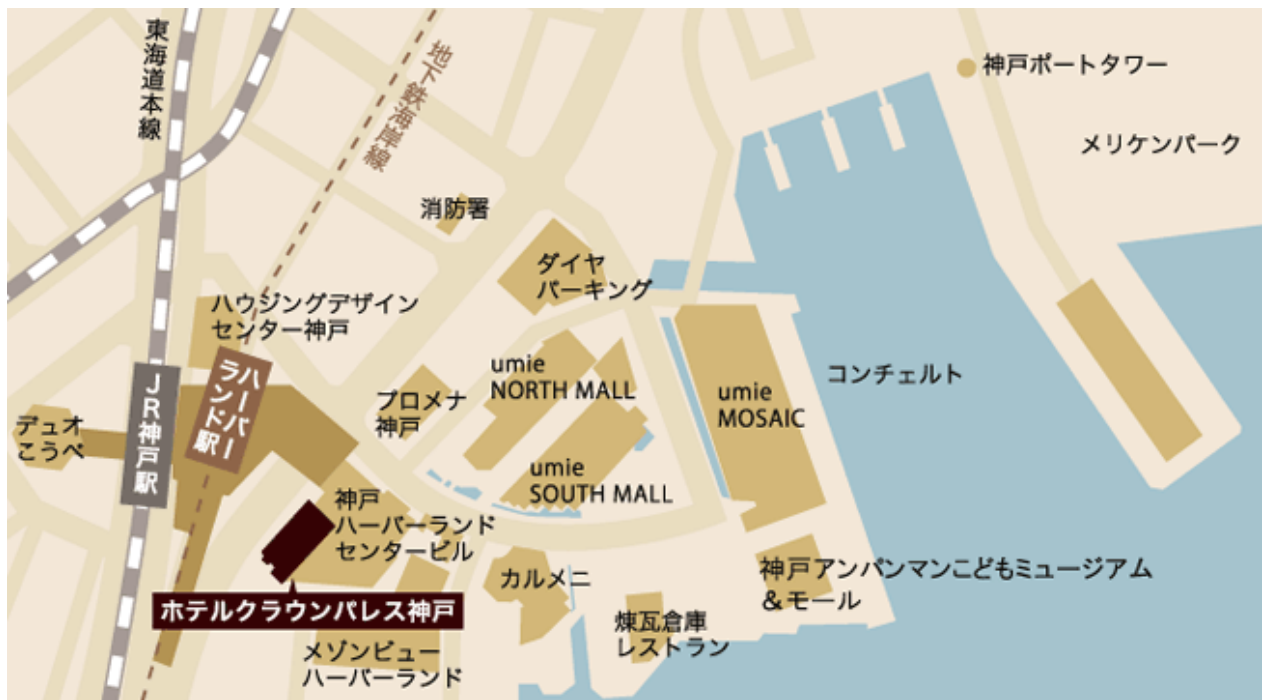 東海道本線
地下鉄海岸線
神戸ポートタワー
メリケンパーク
消防署
ダイヤ
パーキング
ハウジングデザイン
センター神戸
ハーバー
ランド駅
JR神戸駅
デュオ
こうべ
プロメナ
神戸
umie
NORTH MALL
umie
SOUTH MALL
umie
MOSAIC
コンチェルト
神戸
ハーバーランド
センタービル
ホテルクラウンパレス神戸
カルメニ
神戸アンパンマンこどもミュージアム
&モール
煉瓦倉庫
レストラン
メゾンビュー
ハーバーランド